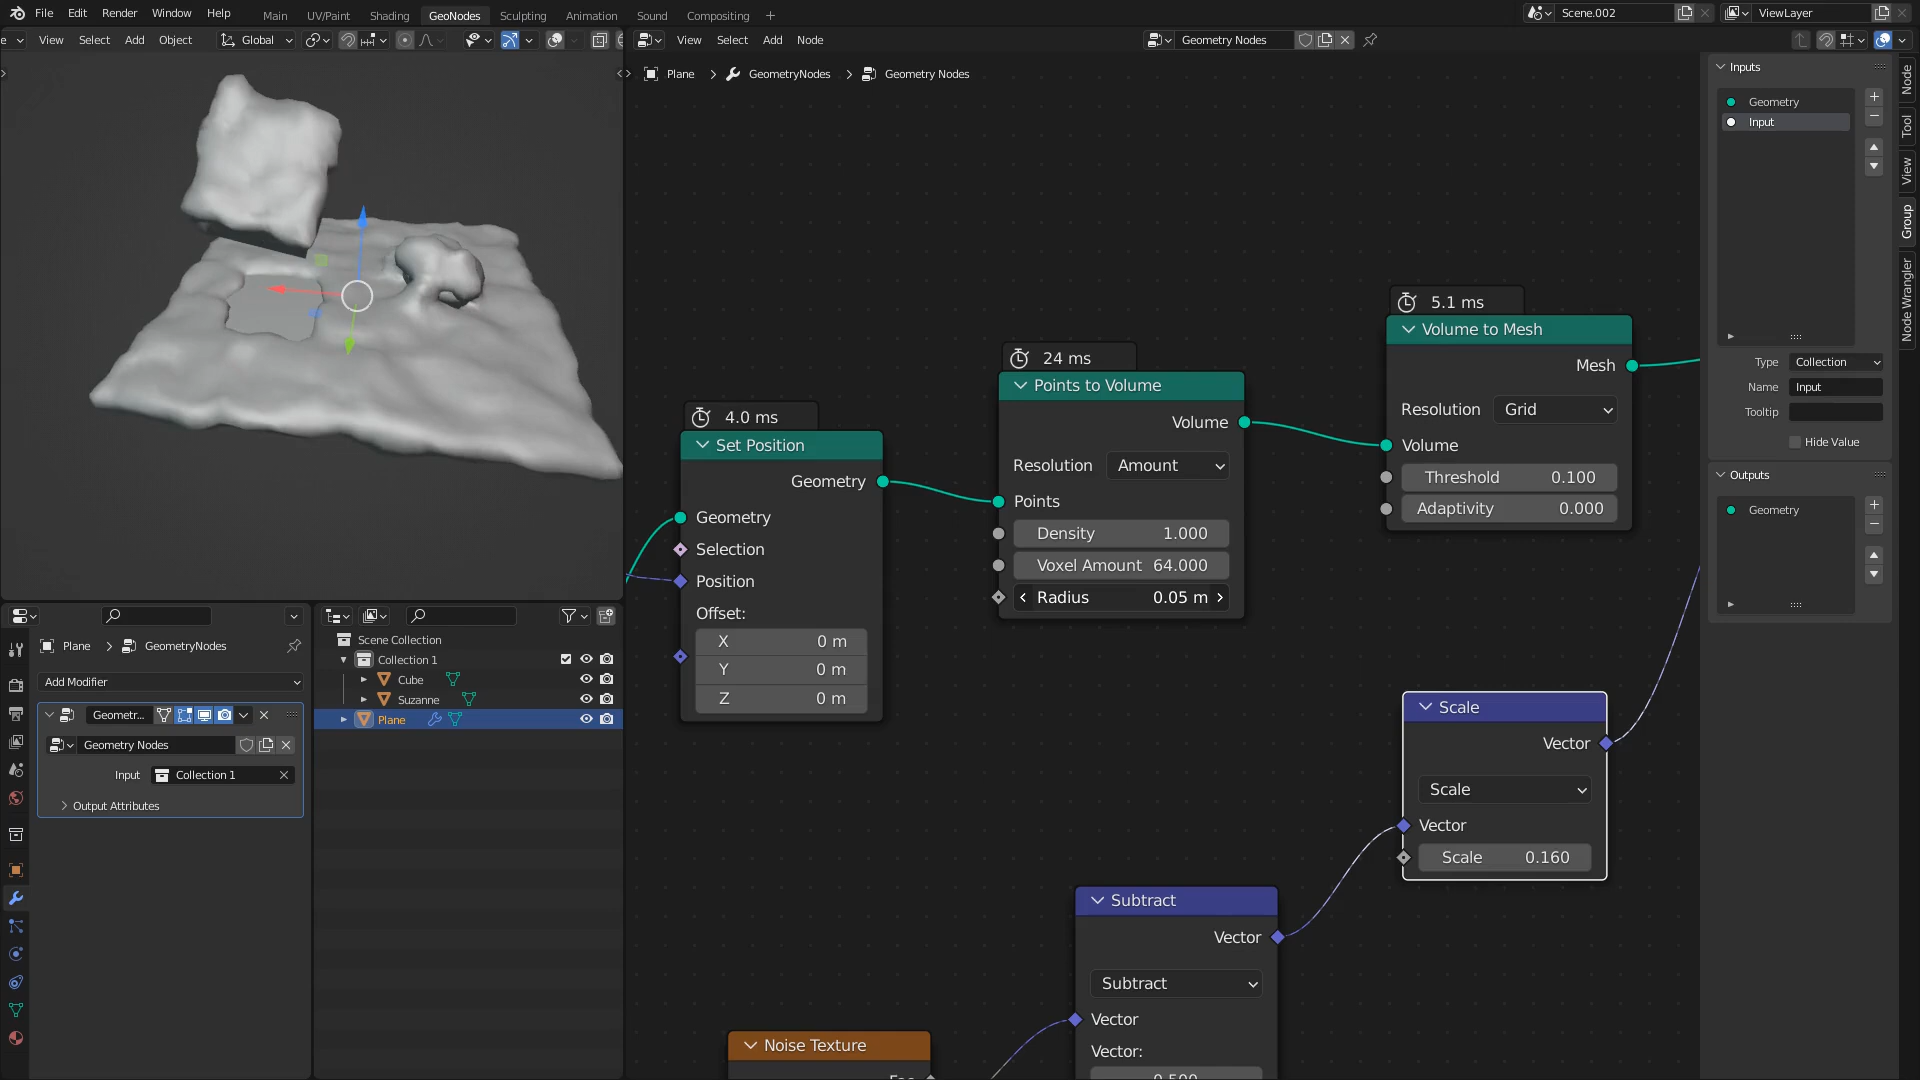 File Edit Render Window Help
Main UV/Paint Shading GeoNodes Sculpting Animation Sound Compositing +
Scene.002
ViewLayer
View Select Add Object
Global
View Select Add Node
Geometry Nodes
Plane > GeometryNodes > Geometry Nodes
5.1 ms
Volume to Mesh
Mesh
Resolution Grid
Volume
Threshold 0.100
Adaptivity 0.000
24 ms
Points to Volume
Volume
Resolution Amount
Points
Density 1.000
Voxel Amount 64.000
Radius 0.05 m
4.0 ms
Set Position
Geometry
Geometry
Selection
Position
Offset:
X 0 m
Y 0 m
Z 0 m
Scale
Vector
Scale
Vector
Scale 0.160
Subtract
Vector
Subtract
Vector
Vector:
0.500
Noise Texture
Inputs
Geometry
Input
Type Collection
Name Input
Tooltip
Hide Value
Outputs
Geometry
Node
Tool
View
Group
Node Wrangler
Plane > GeometryNodes
Add Modifier
Geometr...
Geometry Nodes
Input Collection 1
Output Attributes
Scene Collection
Collection 1
Cube
Suzanne
Plane